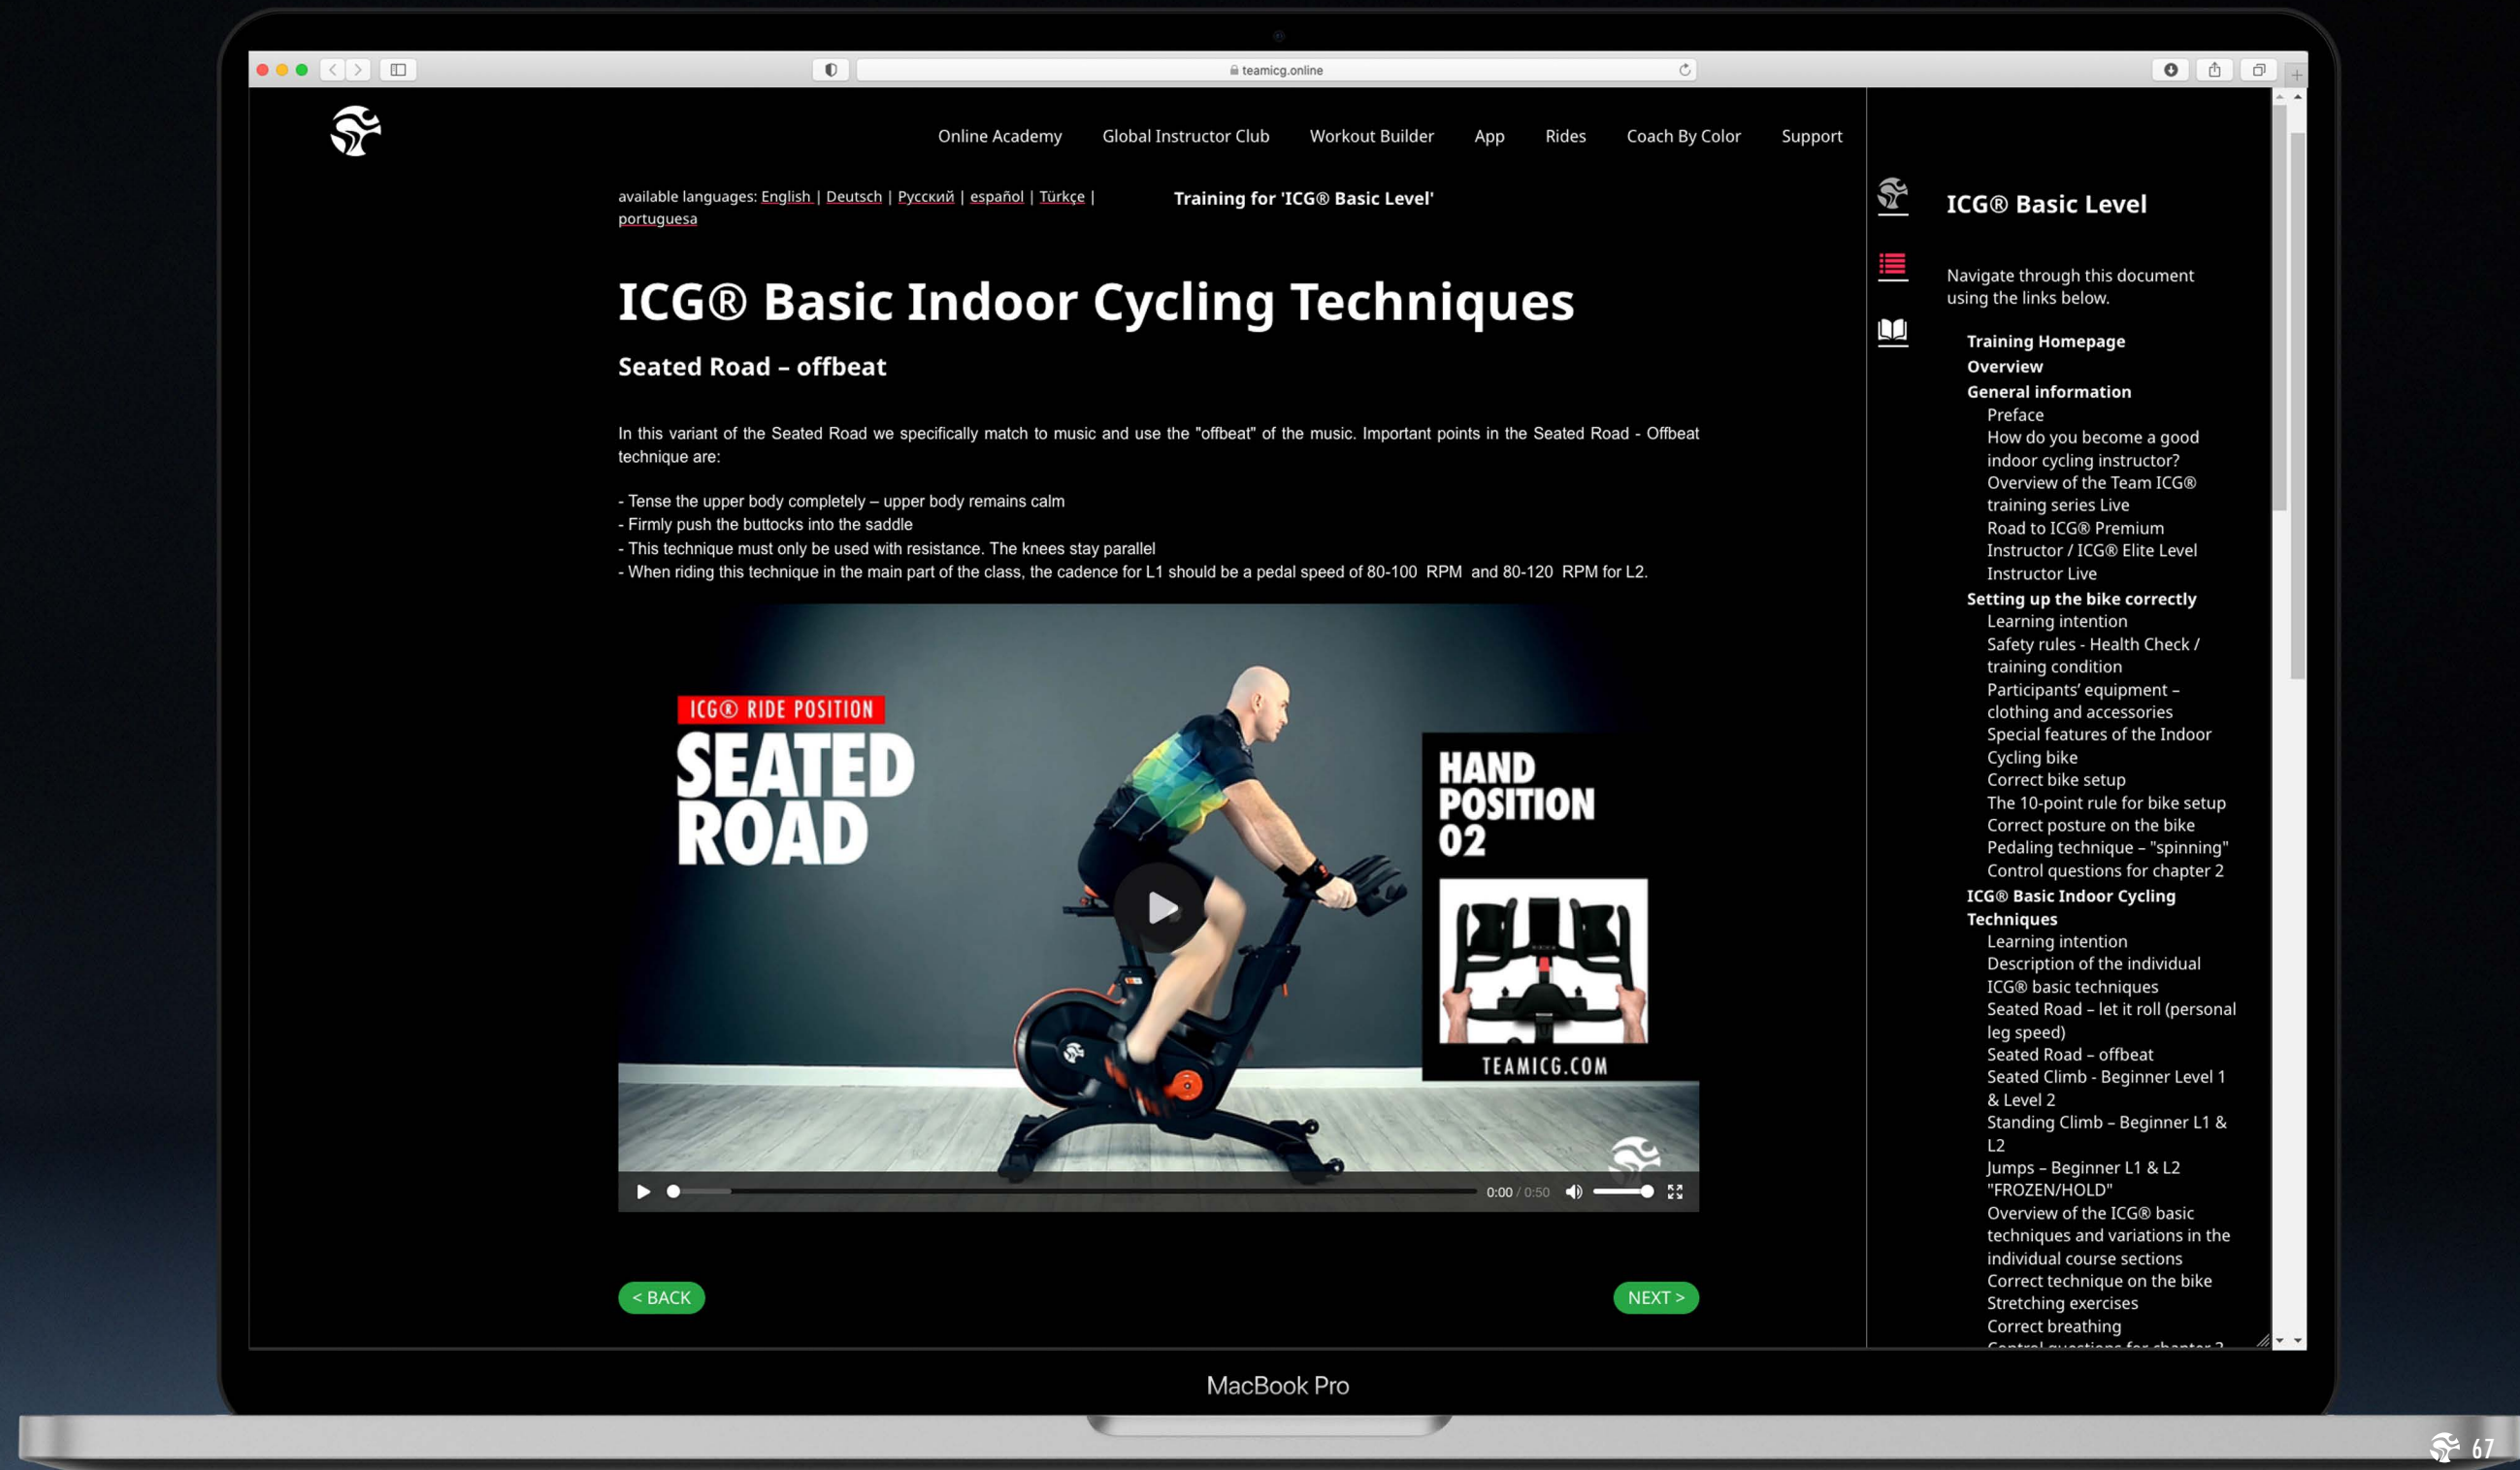 teamicg.online
Online Academy
Global Instructor Club
Workout Builder
App
Rides
Coach By Color
Support
available languages: English | Deutsch | Русский | español | Türkçe |
portuguesa
Training for 'ICG® Basic Level'
ICG® Basic Indoor Cycling Techniques
Seated Road – offbeat
In this variant of the Seated Road we specifically match to music and use the "offbeat" of the music. Important points in the Seated Road - Offbeat
technique are:
- Tense the upper body completely – upper body remains calm
- Firmly push the buttocks into the saddle
- This technique must only be used with resistance. The knees stay parallel
- When riding this technique in the main part of the class, the cadence for L1 should be a pedal speed of 80-100 RPM and 80-120 RPM for L2.
ICG® RIDE POSITION
SEATED
ROAD
HAND
POSITION
02
TEAMICG.COM
0:00 / 0:50
< BACK
NEXT >
ICG® Basic Level
Navigate through this document
using the links below.
Training Homepage
Overview
General information
Preface
How do you become a good
indoor cycling instructor?
Overview of the Team ICG®
training series Live
Road to ICG® Premium
Instructor / ICG® Elite Level
Instructor Live
Setting up the bike correctly
Learning intention
Safety rules - Health Check /
training condition
Participants’ equipment –
clothing and accessories
Special features of the Indoor
Cycling bike
Correct bike setup
The 10-point rule for bike setup
Correct posture on the bike
Pedaling technique – "spinning"
Control questions for chapter 2
ICG® Basic Indoor Cycling
Techniques
Learning intention
Description of the individual
ICG® basic techniques
Seated Road – let it roll (personal
leg speed)
Seated Road – offbeat
Seated Climb - Beginner Level 1
& Level 2
Standing Climb – Beginner L1 &
L2
Jumps – Beginner L1 & L2
"FROZEN/HOLD"
Overview of the ICG® basic
techniques and variations in the
individual course sections
Correct technique on the bike
Stretching exercises
Correct breathing
Control questions for chapter 3
MacBook Pro
67